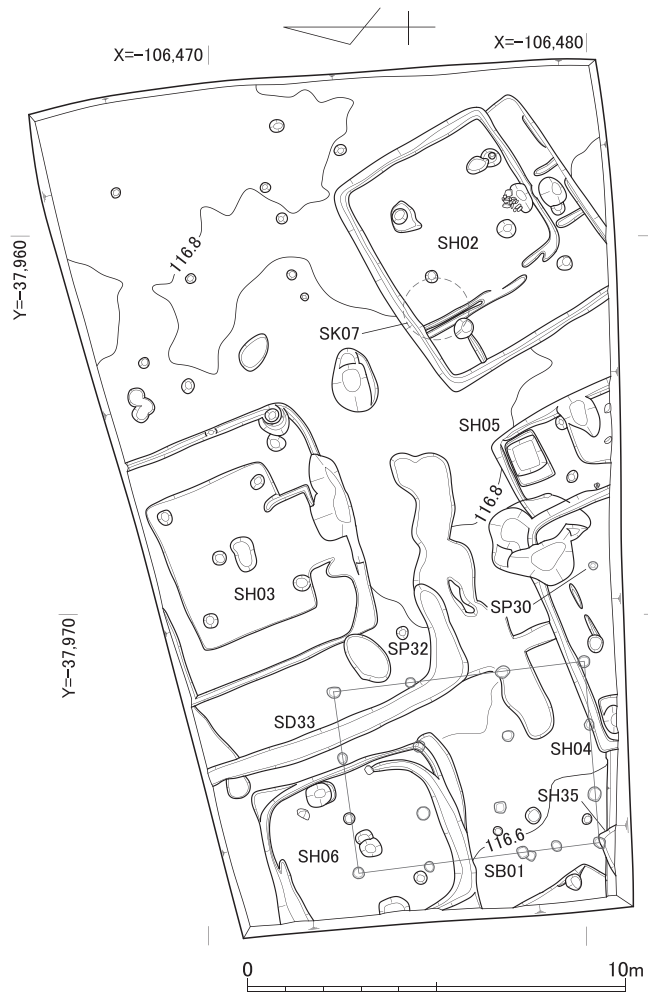 X=-106,480
X=-106,470
116.8
Y=-37,960
SH02
SK07
SH05
116.8
SH03
SP30
Y=-37,970
SP32
SD33
SH04
SH35
116.6
SH06
SB01
0
10m